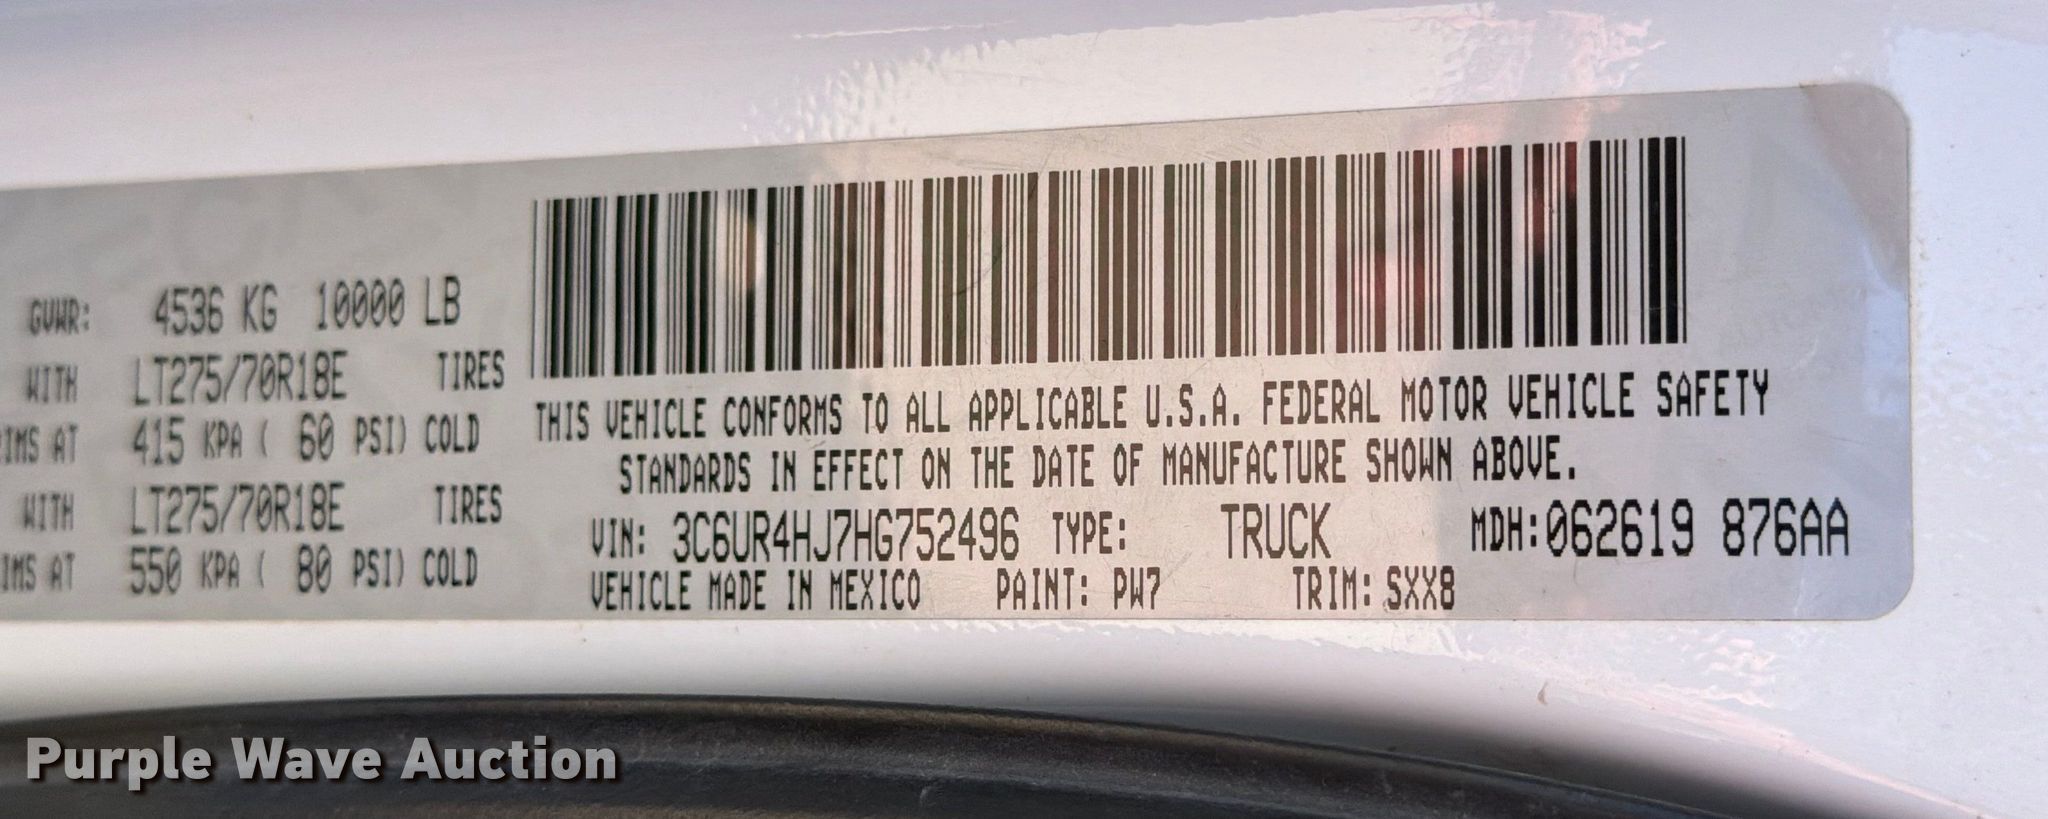 GVWR: 4536 KG 10000 LB
WITH LT275/70R18E TIRES
IMS AT 415 KPA ( 60 PSI) COLD
WITH LT275/70R18E TIRES
IMS AT 550 KPA ( 80 PSI) COLD
THIS VEHICLE CONFORMS TO ALL APPLICABLE U.S.A. FEDERAL MOTOR VEHICLE SAFETY
STANDARDS IN EFFECT ON THE DATE OF MANUFACTURE SHOWN ABOVE.
VIN: 3C6UR4HJ7HG752496 TYPE: TRUCK MDH:062619 876AA
VEHICLE MADE IN MEXICO PAINT: PW7 TRIM: SXX8
Purple Wave Auction